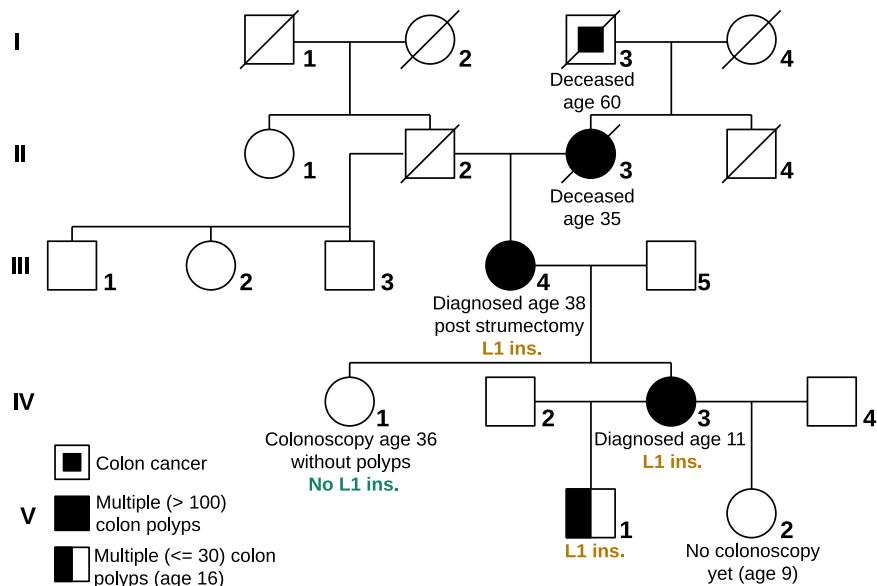 I
1
2
3
4
Deceased
age 60
II
1
2
3
4
Deceased
age 35
III
1
2
3
4
5
Diagnosed age 38
post strumectomy
L1 ins.
IV
1
2
3
4
Colonoscopy age 36
without polyps
No L1 ins.
Diagnosed age 11
L1 ins.
Colon cancer
V
Multiple (> 100)
colon polyps
Multiple (<= 30) colon
polyps (age 16)
1
2
L1 ins.
No colonoscopy
yet (age 9)